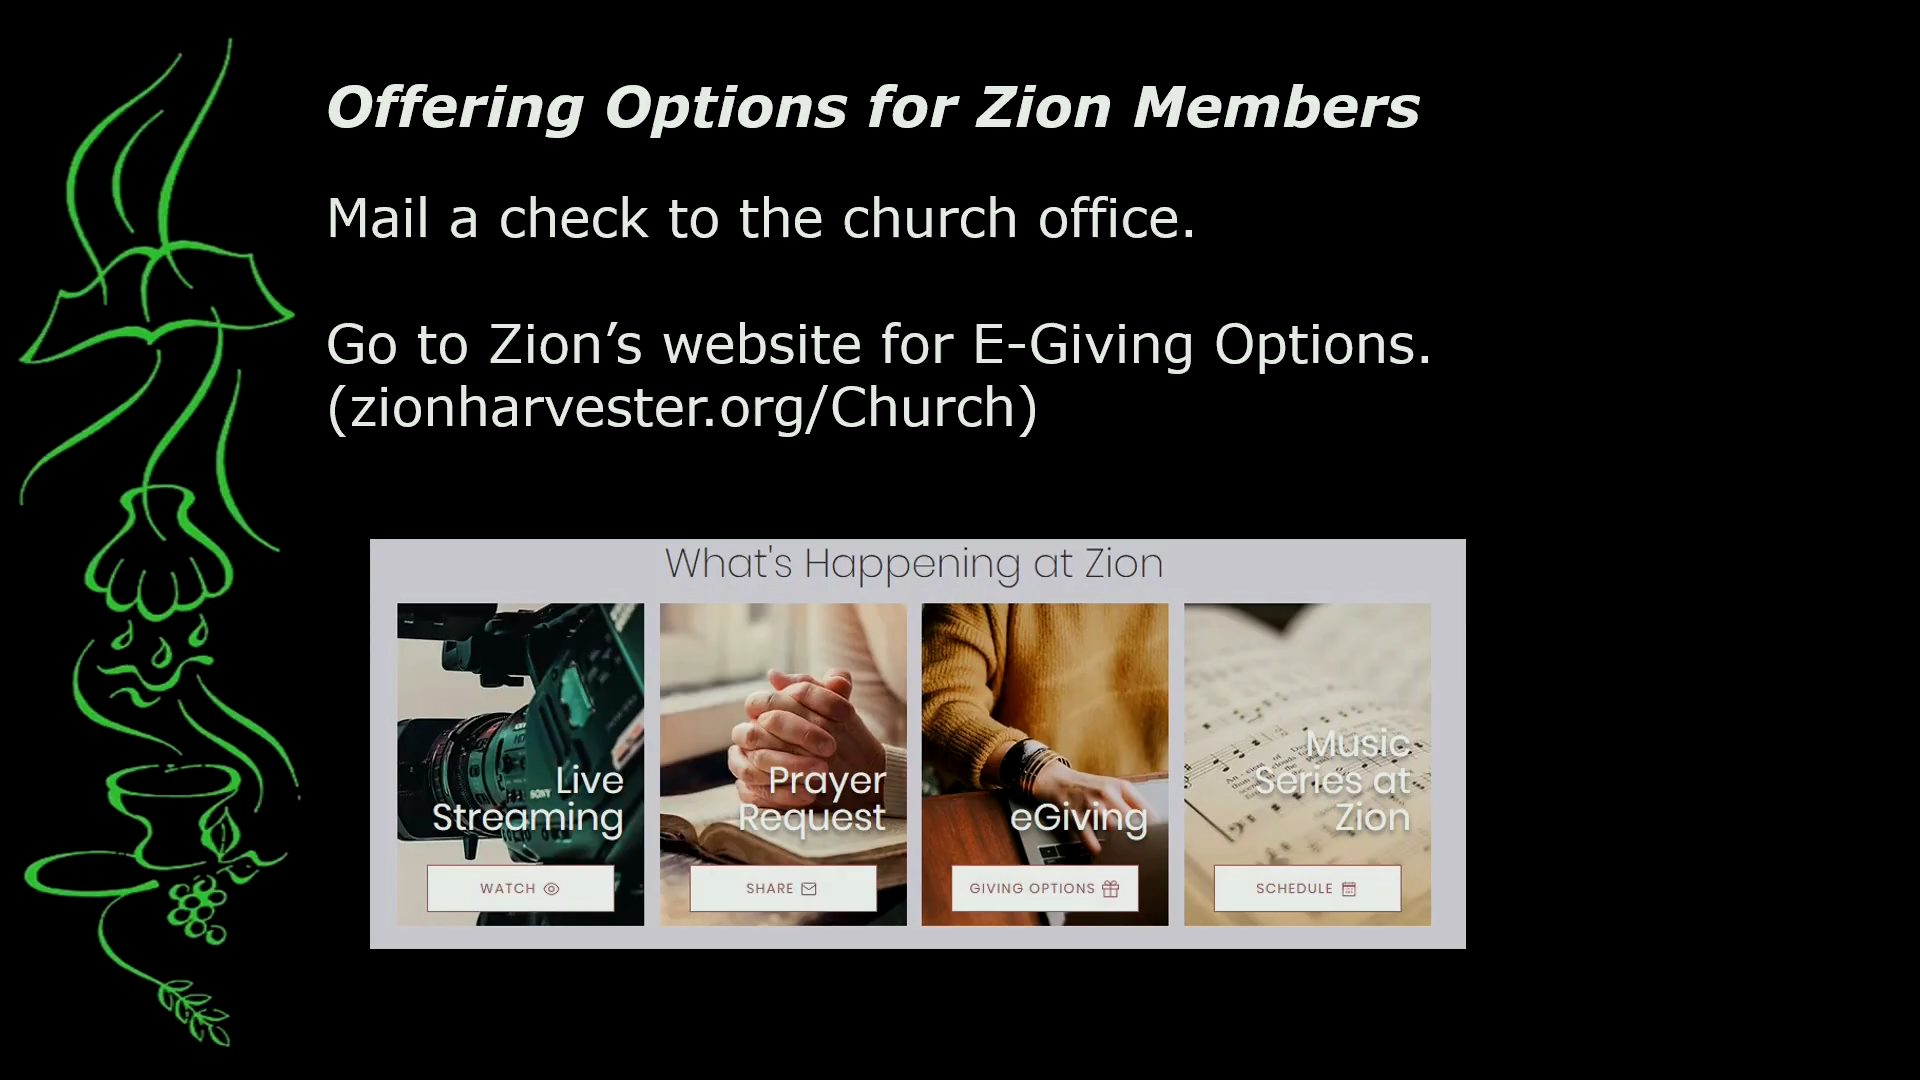 Offering Options for Zion Members
Mail a check to the church office.
Go to Zion’s website for E-Giving Options.
(zionharvester.org/Church)
What's Happening at Zion
Live
Streaming
WATCH
Prayer
Request
SHARE
eGiving
GIVING OPTIONS
Music
Series at
Zion
SCHEDULE
SONY